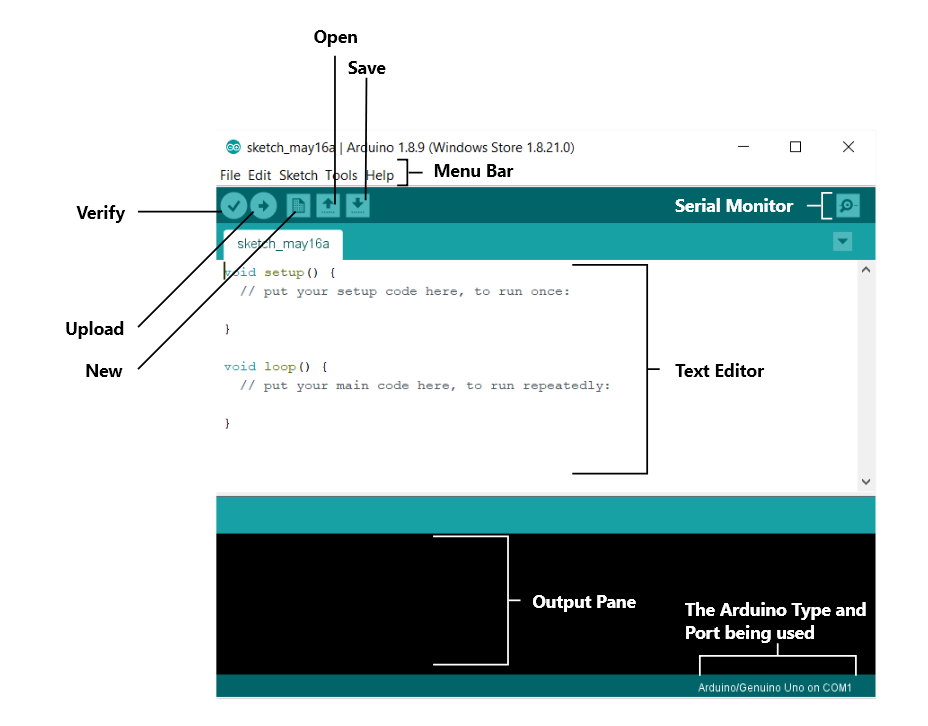 Open
Save
sketch_may16a | Arduino 1.8.9 (Windows Store 1.8.21.0)
File Edit Sketch Tools Help
Menu Bar
Verify
Serial Monitor
sketch_may16a
void setup() {
// put your setup code here, to run once:
}
Upload
New
void loop() {
// put your main code here, to run repeatedly:
}
Text Editor
Output Pane
The Arduino Type and
Port being used
Arduino/Genuino Uno on COM1